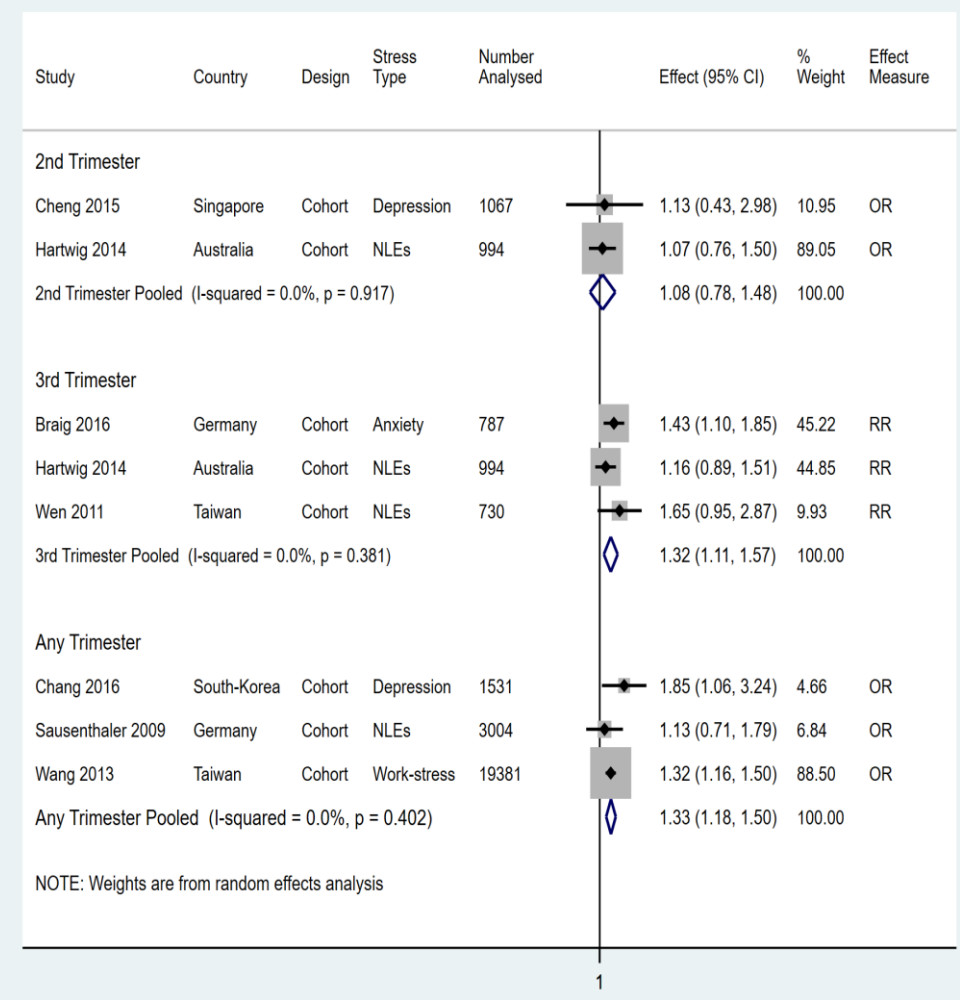 Study Country Design Stress Type Number Analysed Effect (95% CI) % Weight Effect Measure
2nd Trimester
Cheng 2015 Singapore Cohort Depression 1067 1.13 (0.43, 2.98) 10.95 OR
Hartwig 2014 Australia Cohort NLEs 994 1.07 (0.76, 1.50) 89.05 OR
2nd Trimester Pooled (I-squared = 0.0%, p = 0.917) 1.08 (0.78, 1.48) 100.00
3rd Trimester
Braig 2016 Germany Cohort Anxiety 787 1.43 (1.10, 1.85) 45.22 RR
Hartwig 2014 Australia Cohort NLEs 994 1.16 (0.89, 1.51) 44.85 RR
Wen 2011 Taiwan Cohort NLEs 730 1.65 (0.95, 2.87) 9.93 RR
3rd Trimester Pooled (I-squared = 0.0%, p = 0.381) 1.32 (1.11, 1.57) 100.00
Any Trimester
Chang 2016 South-Korea Cohort Depression 1531 1.85 (1.06, 3.24) 4.66 OR
Sausenthaler 2009 Germany Cohort NLEs 3004 1.13 (0.71, 1.79) 6.84 OR
Wang 2013 Taiwan Cohort Work-stress 19381 1.32 (1.16, 1.50) 88.50 OR
Any Trimester Pooled (I-squared = 0.0%, p = 0.402) 1.33 (1.18, 1.50) 100.00
NOTE: Weights are from random effects analysis
1